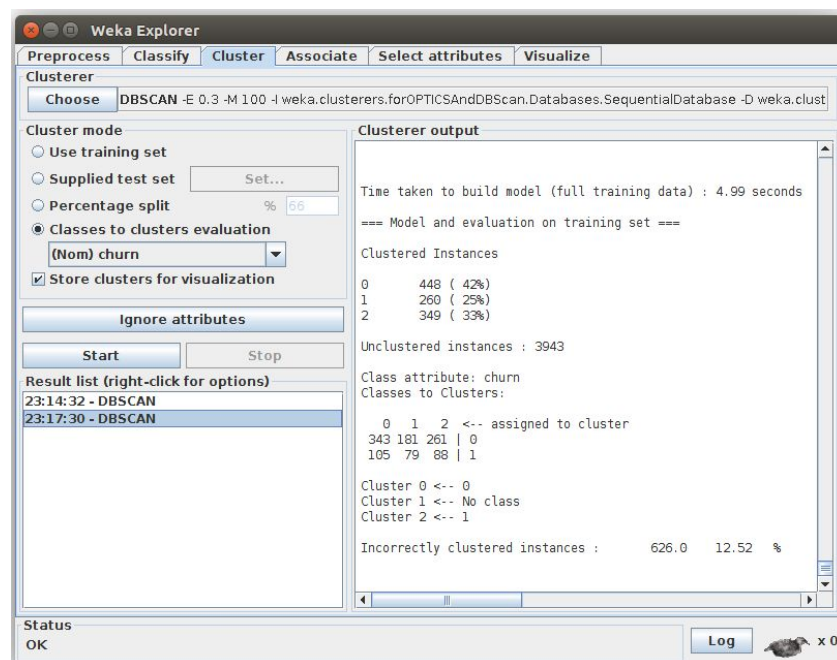 Weka Explorer
Preprocess Classify Cluster Associate Select attributes Visualize
Clusterer
Choose DBSCAN -E 0.3 -M 100 -I weka.clusterers.forOPTICSAndDBScan.Databases.SequentialDatabase -D weka.clust
Cluster mode
Use training set
Supplied test set Set...
Percentage split % 66
Classes to clusters evaluation
(Nom) churn
Store clusters for visualization
Ignore attributes
Start Stop
Result list (right-click for options)
23:14:32 - DBSCAN
23:17:30 - DBSCAN
Clusterer output
Time taken to build model (full training data) : 4.99 seconds
=== Model and evaluation on training set ===
Clustered Instances
0 448 ( 42%)
1 260 ( 25%)
2 349 ( 33%)
Unclustered instances : 3943
Class attribute: churn
Classes to Clusters:
0 1 2 <-- assigned to cluster
343 181 261 | 0
105 79 88 | 1
Cluster 0 <-- 0
Cluster 1 <-- No class
Cluster 2 <-- 1
Incorrectly clustered instances : 626.0 12.52 %
Status
OK
Log x 0